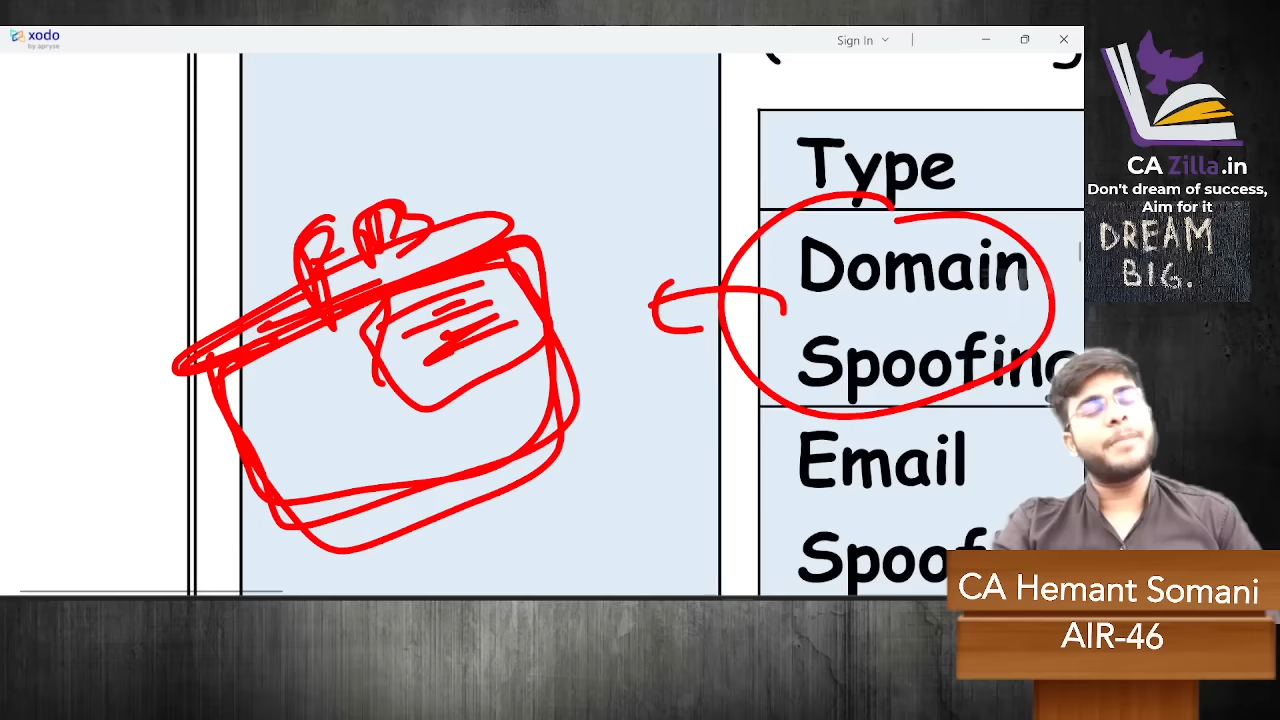 xodo
by apryse
Sign In
Type
Domain
Spoofing
Email
CA Zilla.in
Don't dream of success,
Aim for it
DREAM
BIG.
CA Hemant Somani
AIR-46